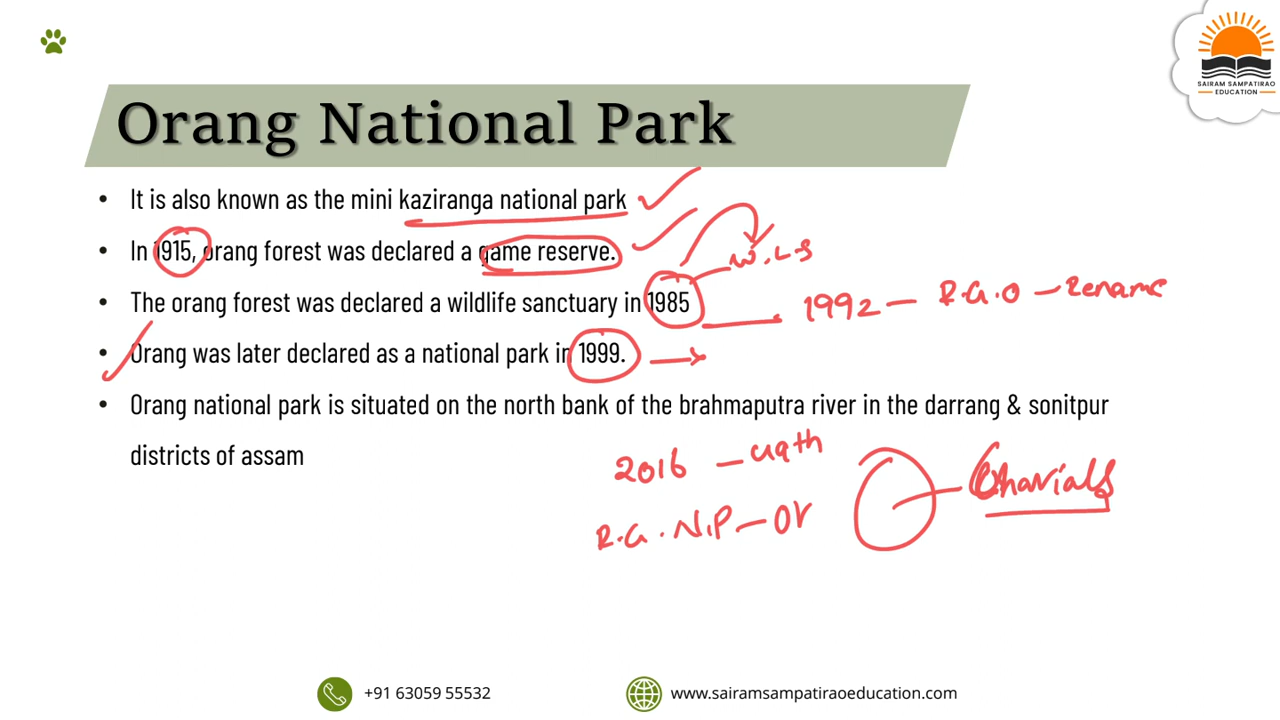 SAIRAM SAMPATIRAO
EDUCATION
Orang National Park
• It is also known as the mini kaziranga national park
• In 1915, orang forest was declared a game reserve.
W.L.S
• The orang forest was declared a wildlife sanctuary in 1985
1992 – R.G.O – Rename
• Orang was later declared as a national park in 1999.
• Orang national park is situated on the north bank of the brahmaputra river in the darrang & sonitpur
districts of assam
2016 – 49th
Gharials
R.G.N.P – Or
+91 63059 55532
www.sairamsampatiraoeducation.com